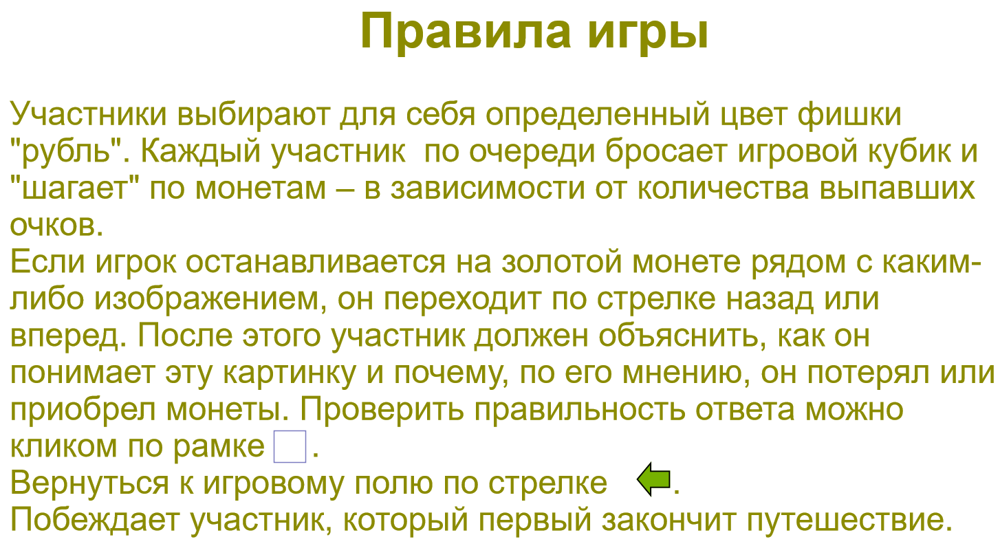 Правила игры
Участники выбирают для себя определенный цвет фишки
"рубль". Каждый участник  по очереди бросает игровой кубик и
"шагает" по монетам – в зависимости от количества выпавших
очков.
Если игрок останавливается на золотой монете рядом с каким-
либо изображением, он переходит по стрелке назад или
вперед. После этого участник должен объяснить, как он
понимает эту картинку и почему, по его мнению, он потерял или
приобрел монеты. Проверить правильность ответа можно
кликом по рамке .
Вернуться к игровому полю по стрелке .
Побеждает участник, который первый закончит путешествие.